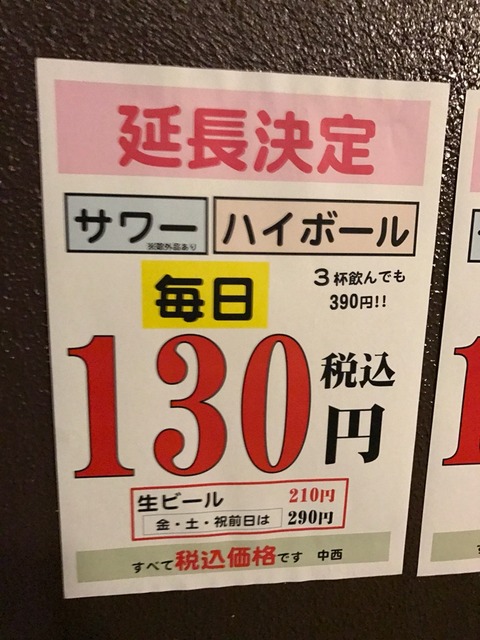 延長決定
サワー ハイボール
※除外品あり
毎日
3杯飲んでも
390円!!
130円
税込
生ビール 210円
金・土・祝前日は 290円
すべて税込価格です 中西